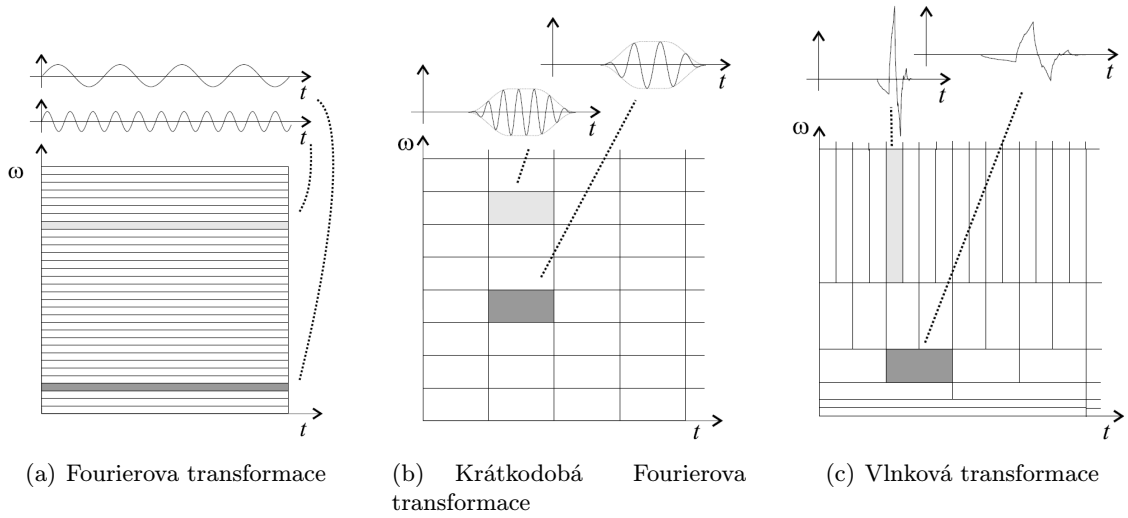 t
t
ω
t
(a) Fourierova transformace
t
t
ω
t
(b) Krátkodobá Fourierova
transformace
t
t
ω
t
(c) Vlnková transformace